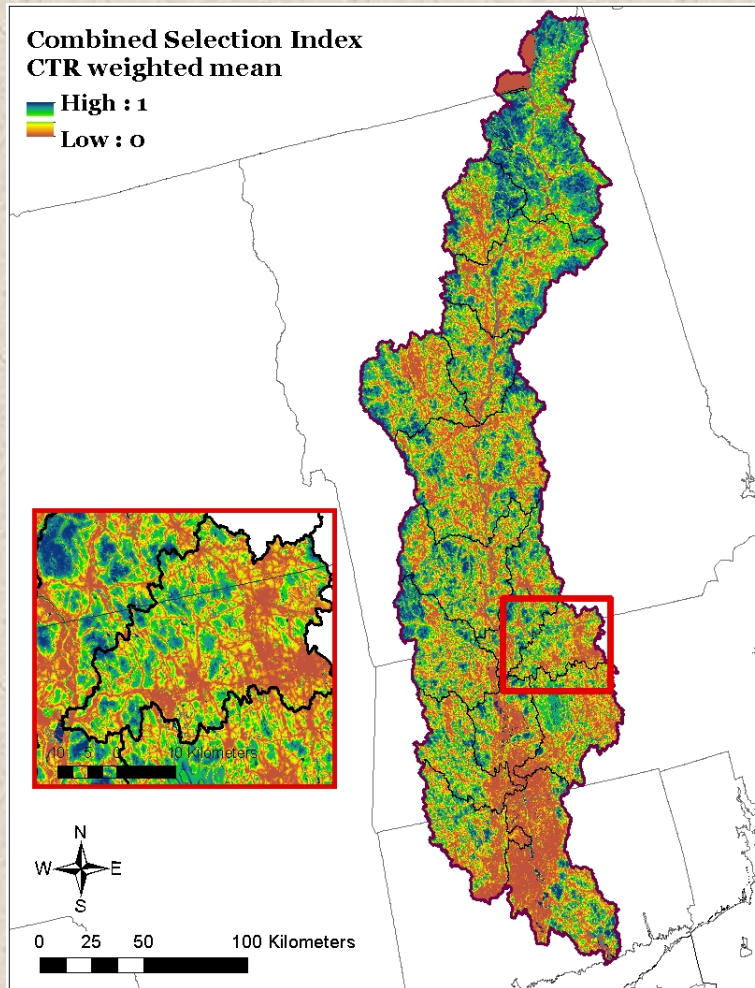 Combined Selection Index
CTR weighted mean
High : 1
Low : 0
10 5 0 10 Kilometers
N
W E
S
0 25 50 100 Kilometers